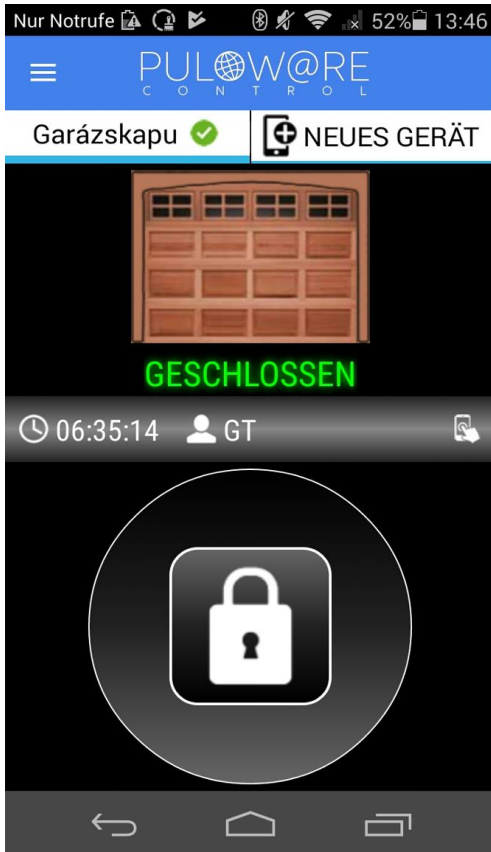 Nur Notrufe 52% 13:46
PULOW@RE
CONTROL
Garázskapu NEUES GERÄT
GESCHLOSSEN
06:35:14 GT